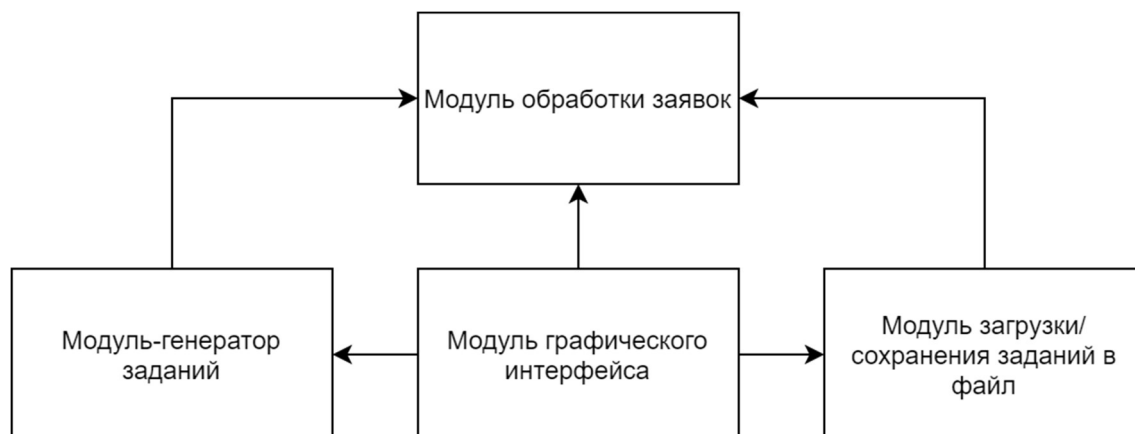 Модуль обработки заявок
Модуль-генератор
заданий
Модуль графического
интерфейса
Модуль загрузки/
сохранения заданий в
файл